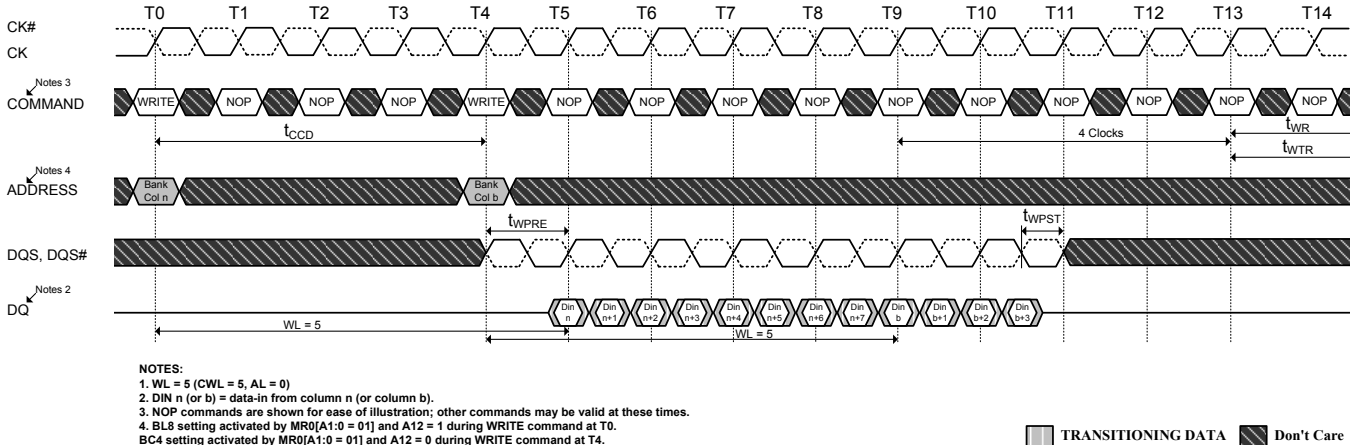 T0 T1 T2 T3 T4 T5 T6 T7 T8 T9 T10 T11 T12 T13 T14
CK#
CK
Notes 3
COMMAND
WRITE NOP NOP NOP WRITE NOP NOP NOP NOP NOP NOP NOP NOP NOP NOP
tCCD 4 Clocks tWR
tWTR
Notes 4
ADDRESS
Bank Bank
Col n Col b
tWPRE tWPST
DQS, DQS#
Notes 2
DQ
Din Din Din Din Din Din Din Din Din Din Din Din
n n+1 n+2 n+3 n+4 n+5 n+6 n+7 b b+1 b+2 b+3
WL = 5 WL = 5
NOTES:
1. WL = 5 (CWL = 5, AL = 0)
2. DIN n (or b) = data-in from column n (or column b).
3. NOP commands are shown for ease of illustration; other commands may be valid at these times.
4. BL8 setting activated by MR0[A1:0 = 01] and A12 = 1 during WRITE command at T0.
BC4 setting activated by MR0[A1:0 = 01] and A12 = 0 during WRITE command at T4.
TRANSITIONING DATA Don't Care